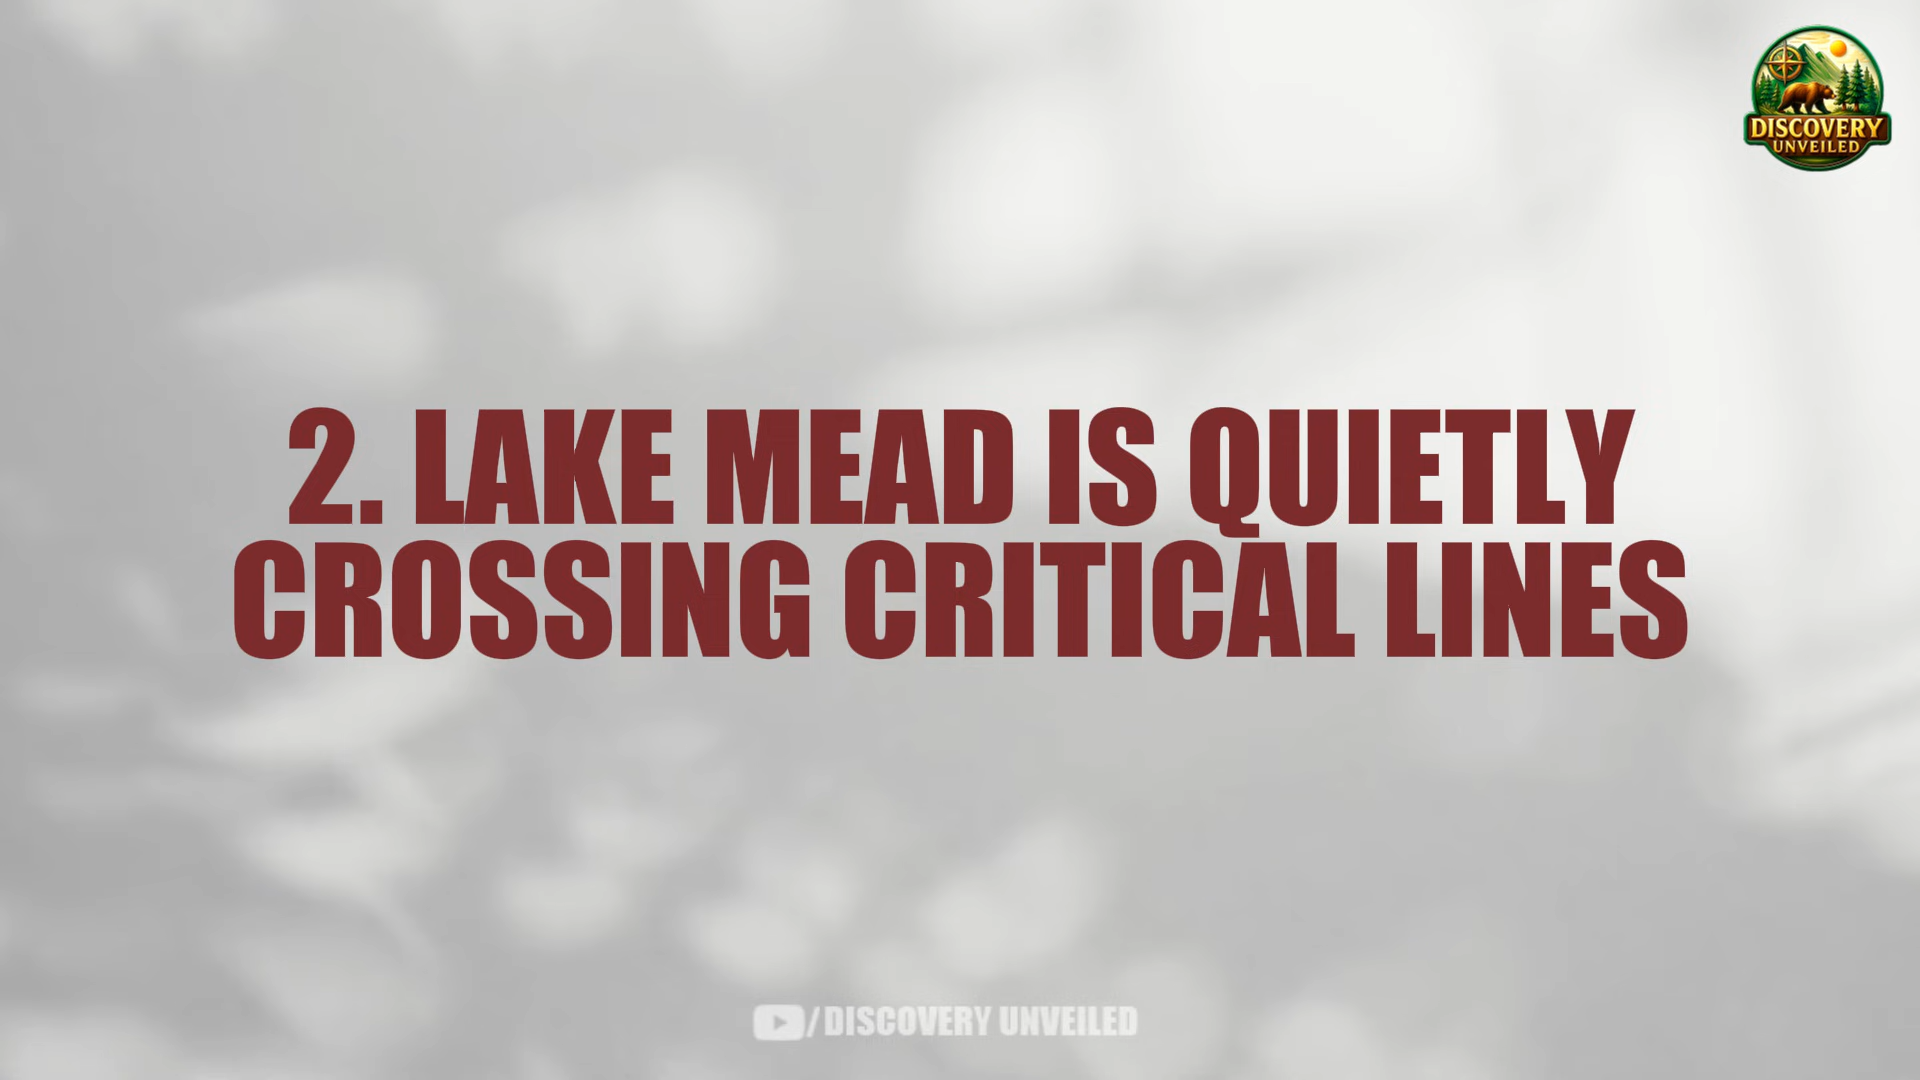 DISCOVERY
UNVEILED
2. LAKE MEAD IS QUIETLY
CROSSING CRITICAL LINES
/DISCOVERY UNVEILED